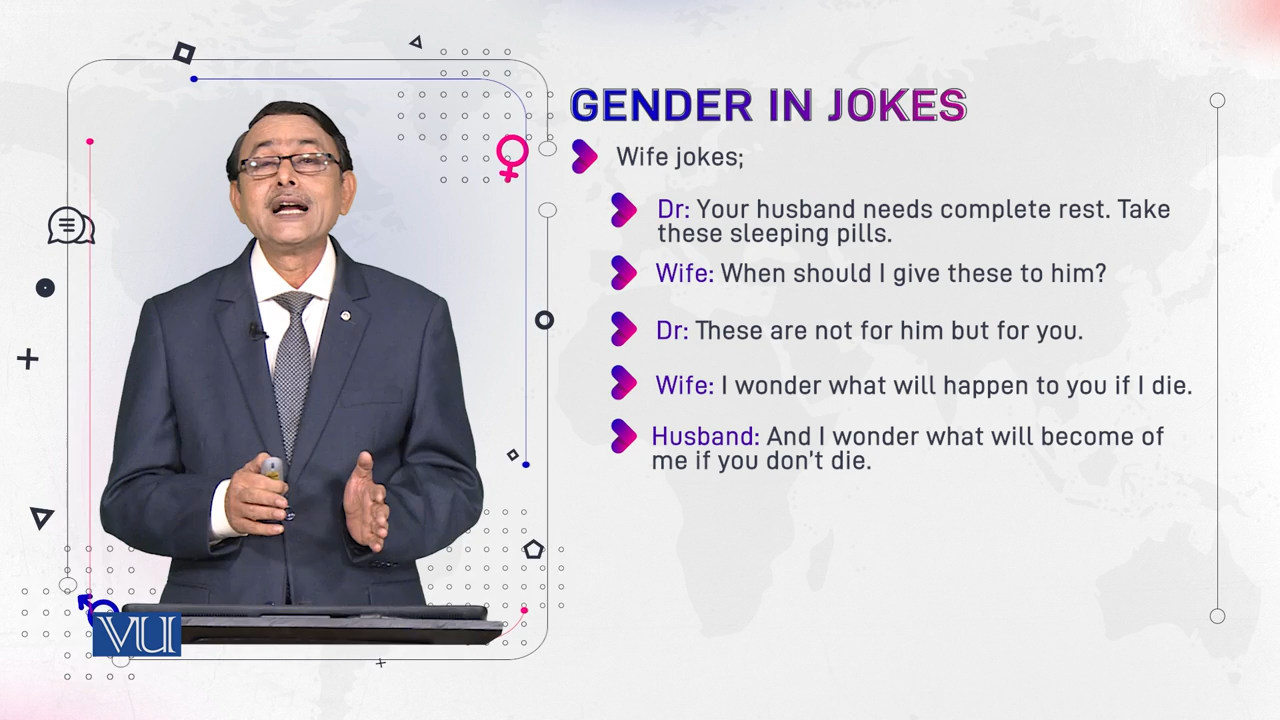 GENDER IN JOKES
Wife jokes;
Dr: Your husband needs complete rest. Take
these sleeping pills.
Wife: When should I give these to him?
Dr: These are not for him but for you.
Wife: I wonder what will happen to you if I die.
Husband: And I wonder what will become of
me if you don't die.
VU